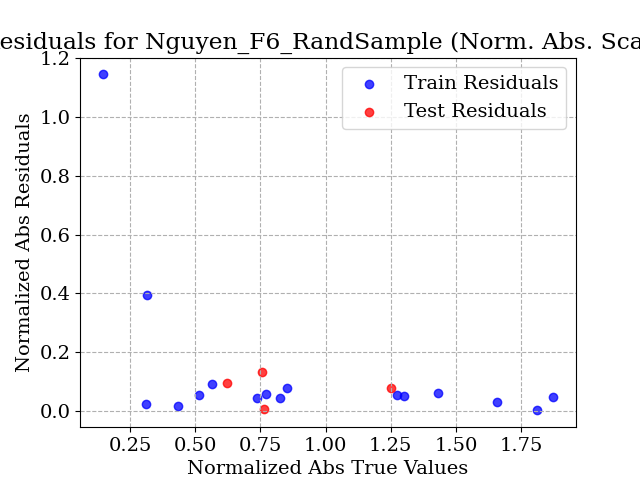 esiduals for Nguyen_F6_RandSample (Norm. Abs. Sca
Train Residuals
Test Residuals
Normalized Abs Residuals
1.2
1.0
0.8
0.6
0.4
0.2
0.0
0.25 0.50 0.75 1.00 1.25 1.50 1.75
Normalized Abs True Values